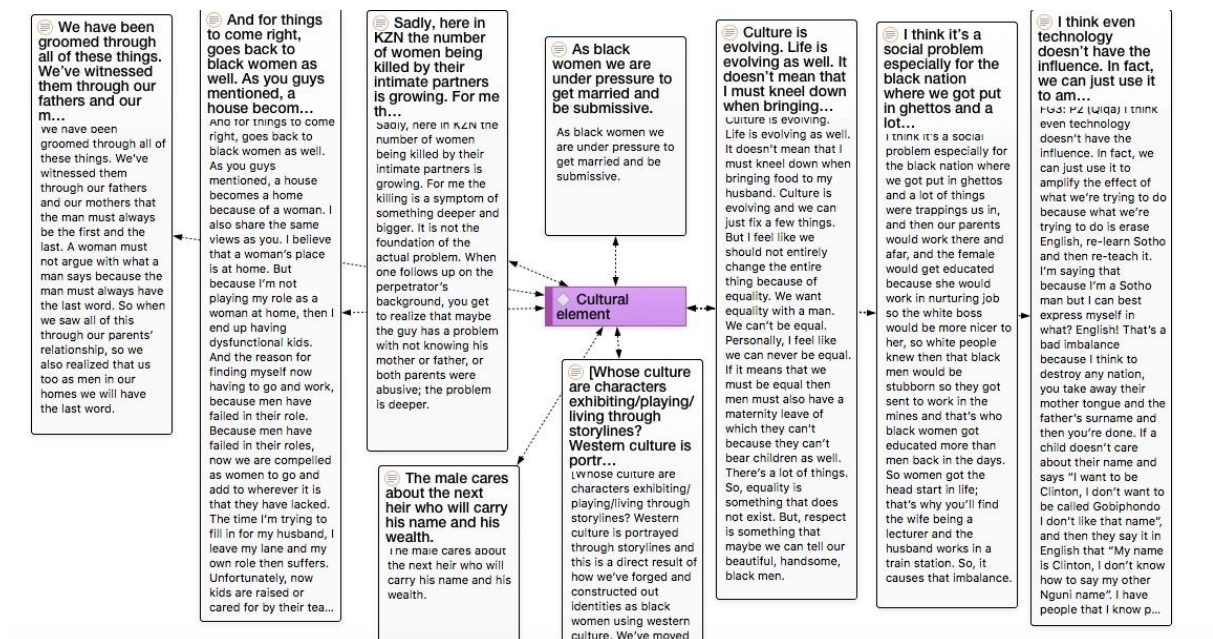 We have been
groomed through
all of these things.
We've witnessed
them through our
fathers and our
m...
We have been
groomed through all of
these things. We've
witnessed them
through our fathers
and our mothers that
the man must always
be the first and the
last. A woman must
not argue with what a
man says because the
man must always have
the last word. So when
we saw all of this
through our parents'
relationship, so we
also realized that us
too as men in our
homes we will have
the last word.
And for things
to come right,
goes back to
black women as
well. As you guys
mentioned, a
house becom...
And for things to come
right, goes back to
black women as well.
As you guys
mentioned, a house
becomes a home
because of a woman. I
also share the same
views as you. I believe
that a woman's place
is at home. But
because I'm not
playing my role as a
woman at home, then I
end up having
dysfunctional kids.
And the reason for
finding myself now
having to go and work,
because men have
failed in their role.
Because men have
failed in their roles,
now we are compelled
as women to go and
add to wherever it is
that they have lacked.
The time I'm trying to
fill in for my husband, I
leave my lane and my
own role then suffers.
Unfortunately, now
kids are raised or
cared for by their tea...
Sadly, here in
KZN the number
of women being
killed by their
intimate partners
is growing. For me
th...
Sadly, here in KZN the
number of women
being killed by their
intimate partners is
growing. For me the
killing is a symptom of
something deeper and
bigger. It is not the
foundation of the
actual problem. When
one follows up on the
perpetrator's
background, you get
to realize that maybe
the guy has a problem
with not knowing his
mother or father, or
both parents were
abusive; the problem
is deeper.
As black
women we are
under pressure to
get married and
be submissive.
As black women we
are under pressure to
get married and be
submissive.
Cultural
element
The male cares
about the next
heir who will carry
his name and his
wealth.
The male cares about
the next heir who will
carry his name and his
wealth.
[Whose culture
are characters
exhibiting/playing/
living through
storylines?
Western culture is
portr...
[Whose culture are
characters exhibiting/
playing/living through
storylines? Western
culture is portrayed
through storylines and
this is a direct result of
how we've forged and
constructed out
identities as black
women using western
culture. We've moved
Culture is
evolving. Life is
evolving as well. It
doesn't mean that
I must kneel down
when bringing...
Culture is evolving.
Life is evolving as well.
It doesn't mean that I
must kneel down when
bringing food to my
husband. Culture is
evolving and we can
just fix a few things.
But I feel like we
should not entirely
change the entire
thing because of
equality. We want
equality with a man.
We can't be equal.
Personally, I feel like
we can never be equal.
If it means that we
must be equal then
men must also have a
maternity leave of
which they can't
because they can't
bear children as well.
There's a lot of things.
So, equality is
something that does
not exist. But, respect
is something that
maybe we can tell our
beautiful, handsome,
black men.
I think it's a
social problem
especially for the
black nation
where we got put
in ghettos and a
lot...
I think it's a social
problem especially for
the black nation where
we got put in ghettos
and a lot of things
were trappings us in,
and then our parents
would work there and
afar, and the female
would get educated
because she would
work in nurturing job
so the white boss
would be more nicer to
her, so white people
knew then that black
men would be
stubborn so they got
sent to work in the
mines and that's who
black women got
educated more than
men back in the days.
So women got the
head start in life;
that's why you'll find
the wife being a
lecturer and the
husband works in a
train station. So, it
causes that imbalance.
I think even
technology
doesn't have the
influence. In fact,
we can just use it
to am...
FG3: P2 (Qiqa) I think
even technology
doesn't have the
influence. In fact, we
can just use it to
amplify the effect of
what we're trying to do
because what we're
trying to do is erase
English, re-learn Sotho
and then re-teach it.
I'm saying that
because I'm a Sotho
man but I can best
express myself in
what? English! That's a
bad imbalance
because I think to
destroy any nation,
you take away their
mother tongue and the
father's surname and
then you're done. If a
child doesn't care
about their name and
says "I want to be
Clinton, I don't want to
be called Gobiphondo
I don't like that name",
and then they say it in
English that "My name
is Clinton, I don't know
how to say my other
Nguni name". I have
people that I know p...